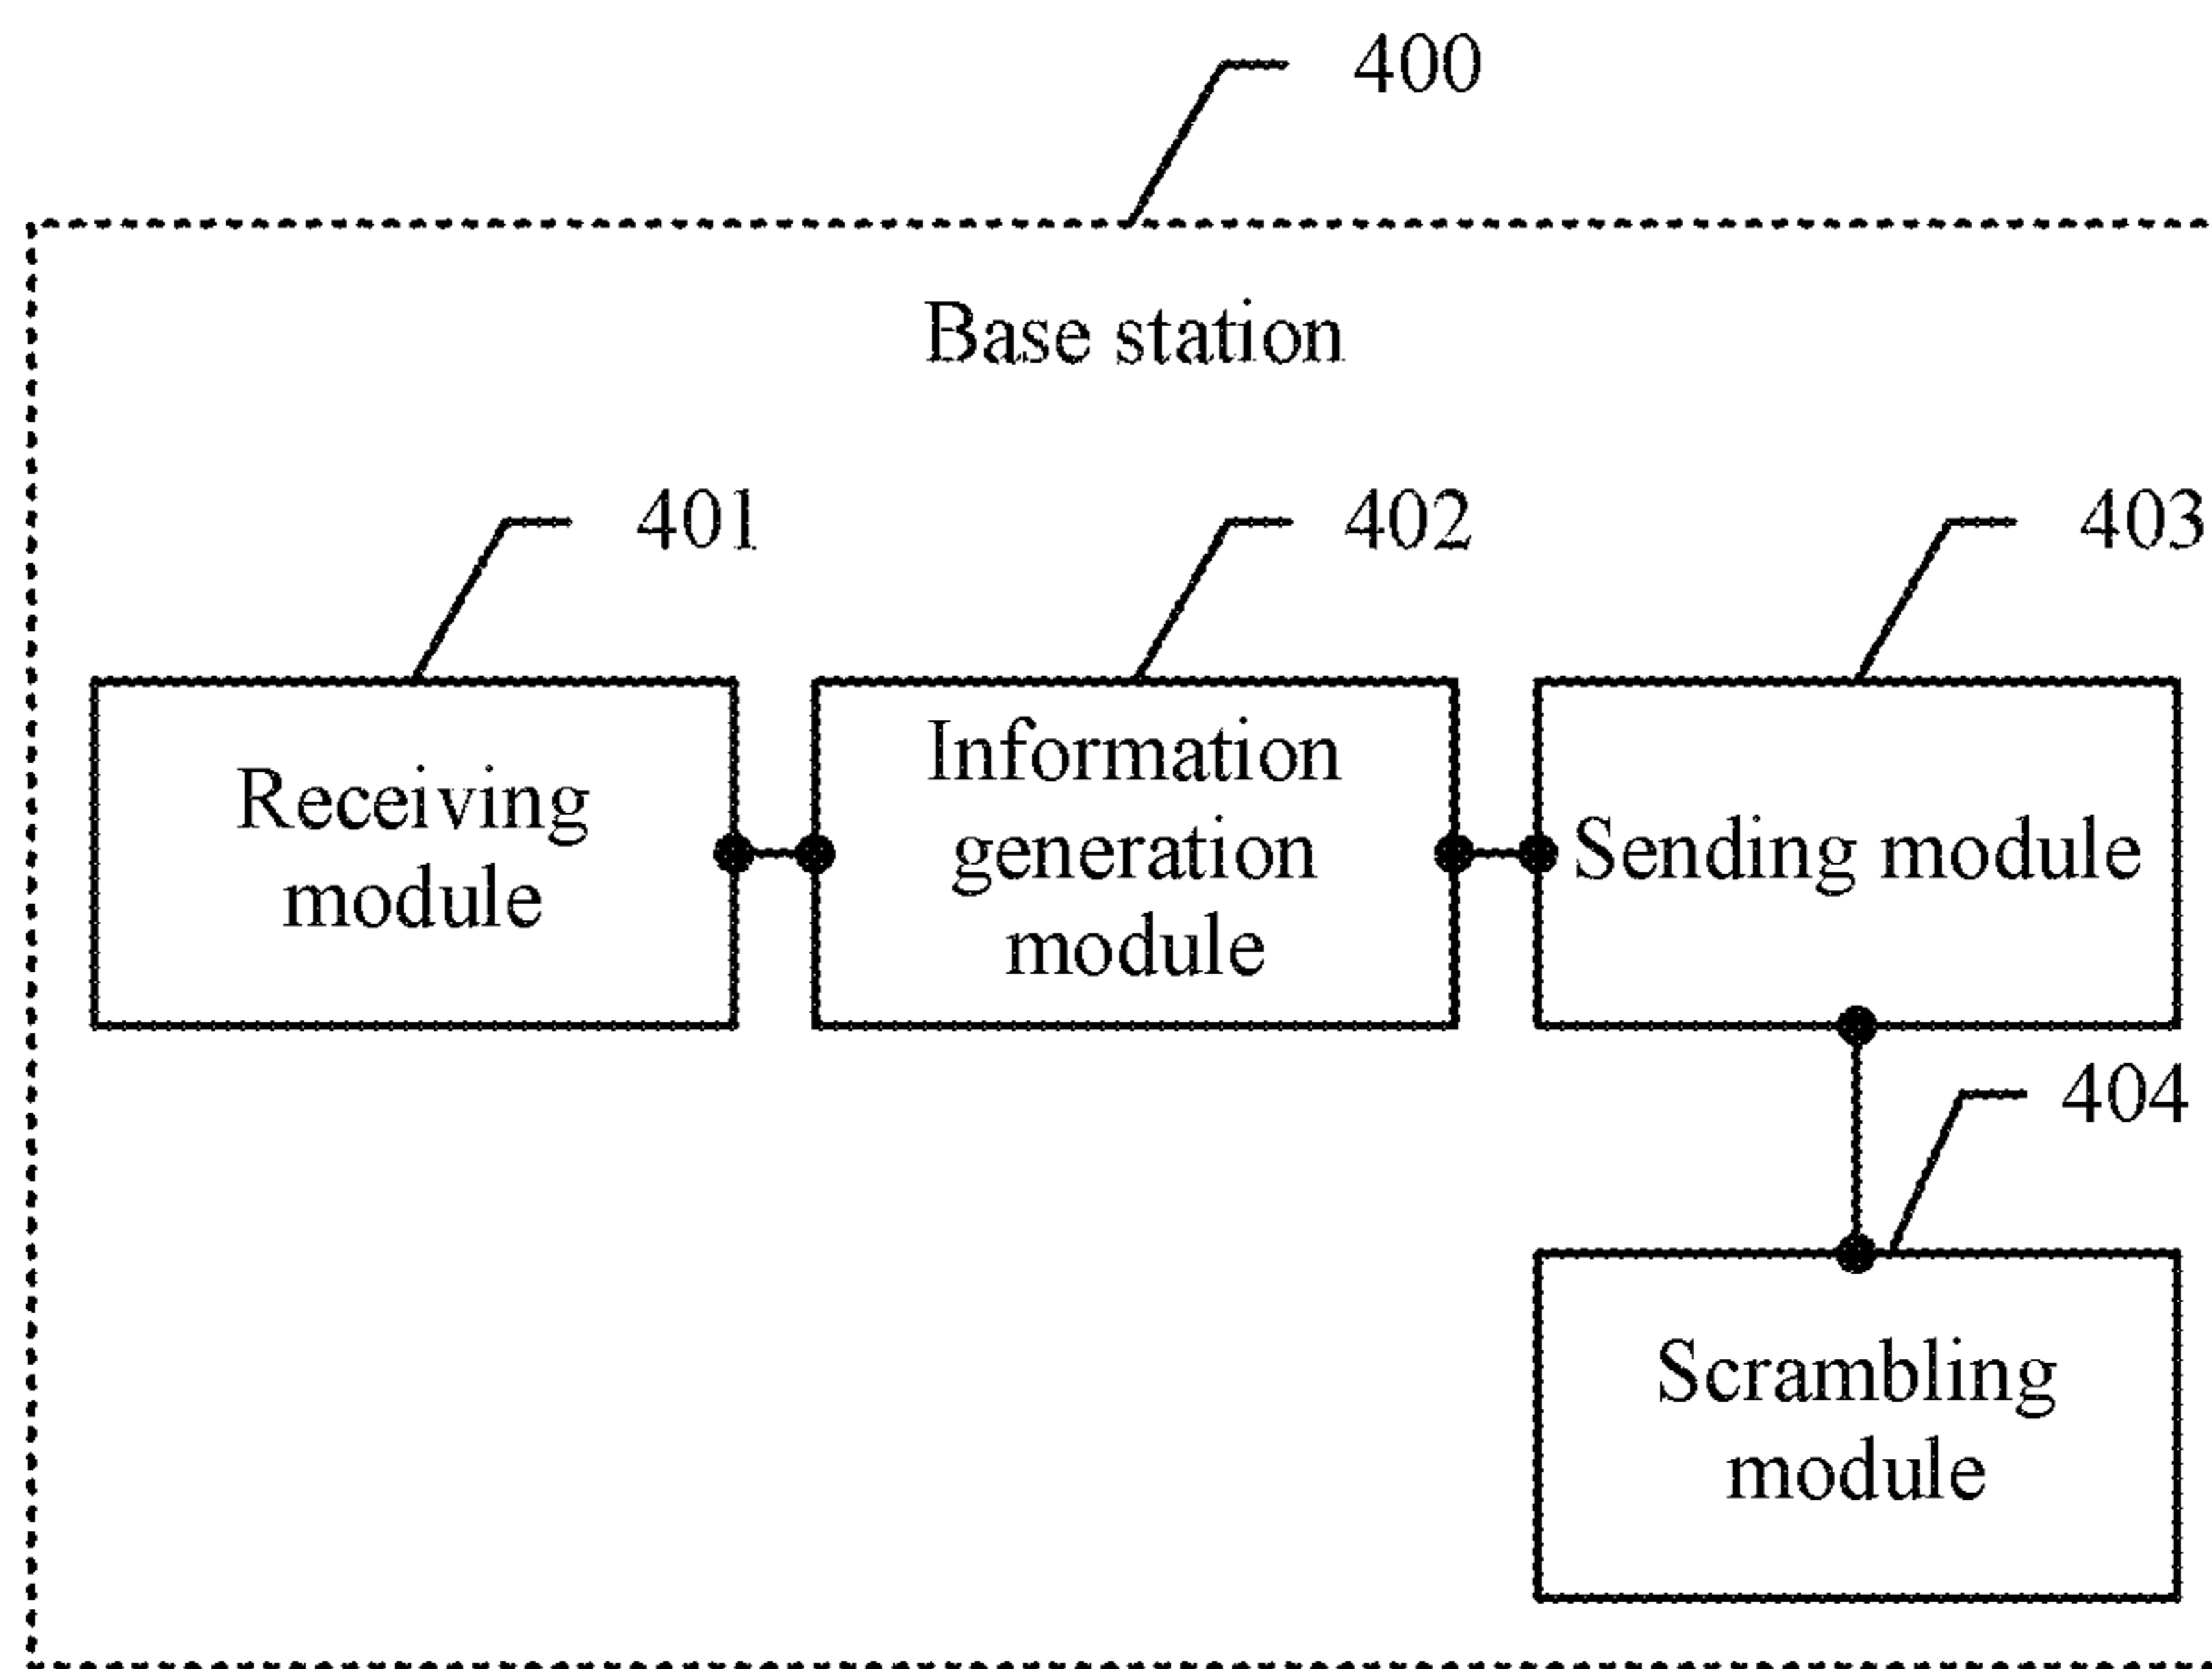 400
Base station
401
402
403
Receiving
module
Information
generation
module
Sending module
404
Scrambling
module